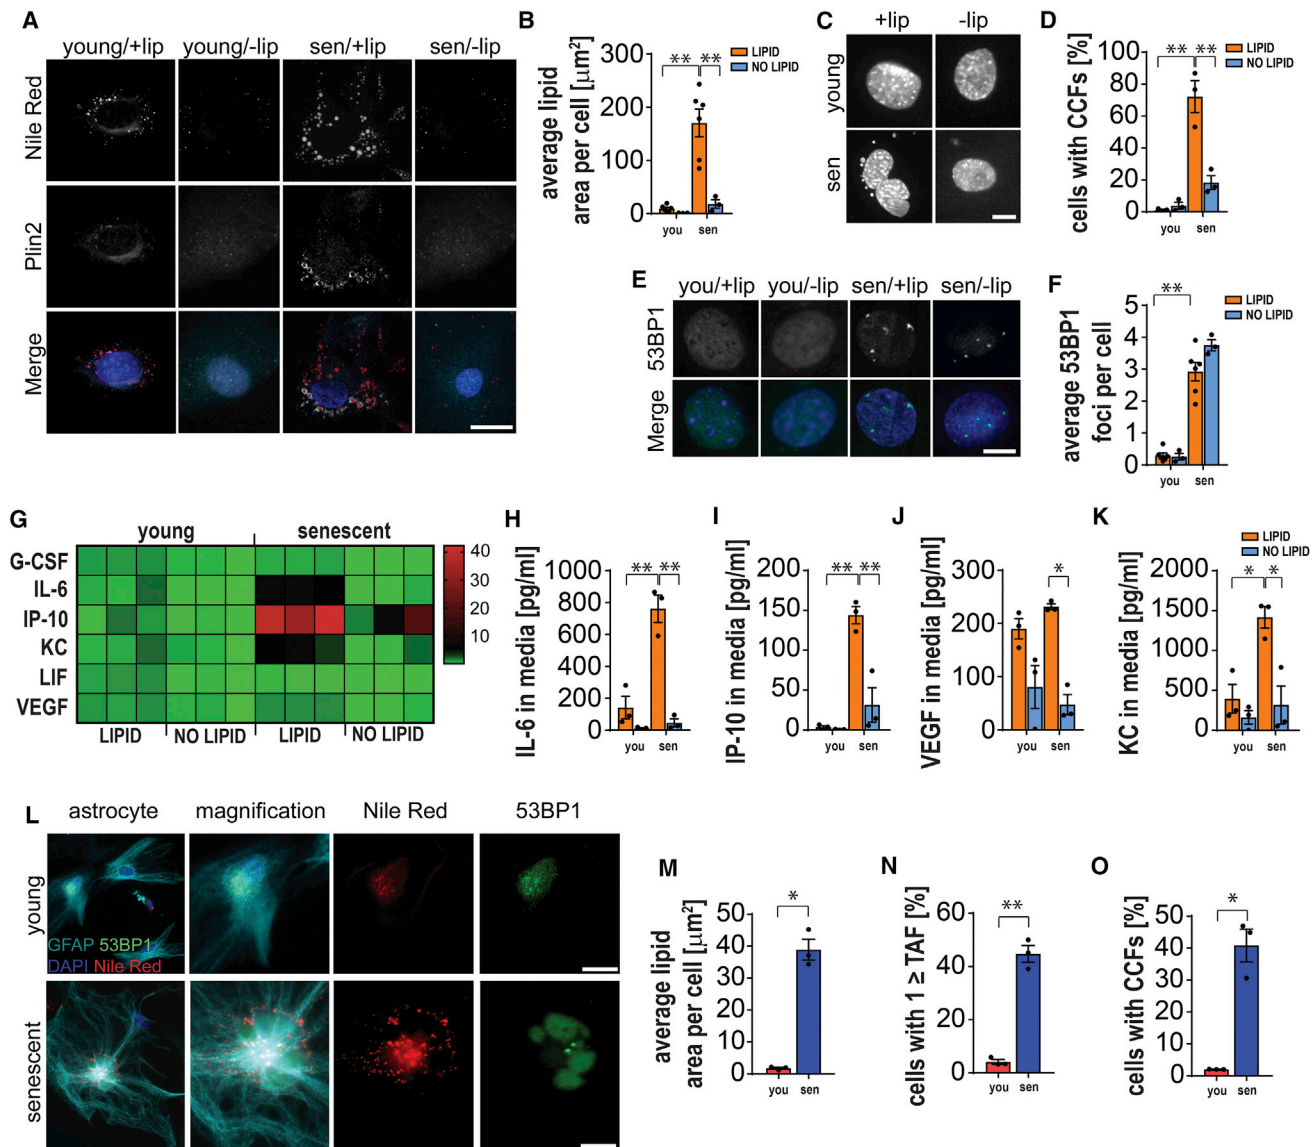 A
young/+lip young/-lip sen/+lip sen/-lip
Nile Red
Plin2
Merge
B
average lipid
area per cell [μm²]
300
200
100
0
** **
LIPID
NO LIPID
you sen
C
+lip -lip
young
sen
D
cells with CCFs [%]
100
80
60
40
20
0
** **
LIPID
NO LIPID
you sen
E
you/+lip you/-lip sen/+lip sen/-lip
53BP1
Merge
F
average 53BP1
foci per cell
5
4
3
2
1
0
**
LIPID
NO LIPID
you sen
G
young senescent
G-CSF
IL-6
IP-10
KC
LIF
VEGF
LIPID NO LIPID LIPID NO LIPID
40
30
20
10
H
IL-6 in media [pg/ml]
1000
800
600
400
200
0
** **
you sen
I
IP-10 in media [pg/ml]
200
150
100
50
0
** **
you sen
J
VEGF in media [pg/ml]
300
200
100
0
*
you sen
K
KC in media [pg/ml]
2000
1500
1000
500
0
* *
LIPID
NO LIPID
you sen
L
astrocyte magnification Nile Red 53BP1
young
GFAP 53BP1
DAPI Nile Red
senescent
M
average lipid
area per cell [μm²]
50
40
30
20
10
0
*
you sen
N
cells with 1 ≥ TAF [%]
60
40
20
0
**
you sen
O
cells with CCFs [%]
60
40
20
0
*
you sen